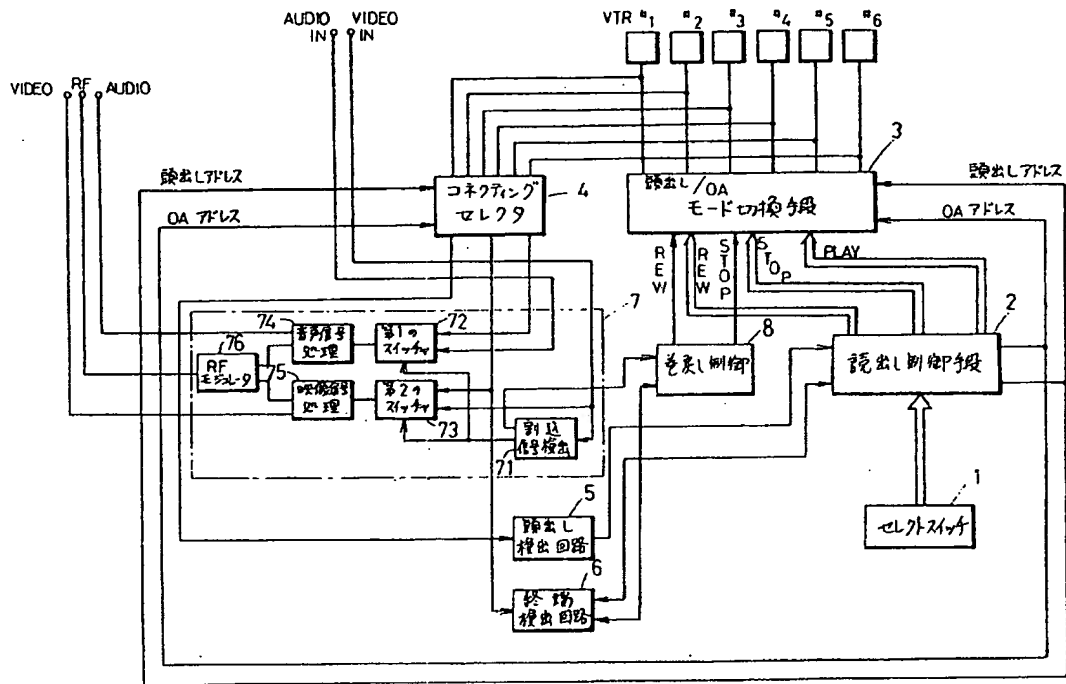 AUDIO IN
VIDEO IN
VTR #1
#2
#3
#4
#5
#6
VIDEO
RF
AUDIO
頭出しアドレス
OA アドレス
コネクティング
セレクタ
4
頭出し/OA
モード切換手段
3
頭出しアドレス
OA アドレス
REW
REW
STOP
STOP
PLAY
7
74
音声信号
処理
72
第1の
スイッチャ
76
RF
モジュレータ
75
映像信号
処理
第2の
スイッチャ
73
割込
信号検出
71
8
巻戻し制御
2
読出し制御手段
5
頭出し
検出回路
1
セレクトスイッチ
6
終端
検出回路